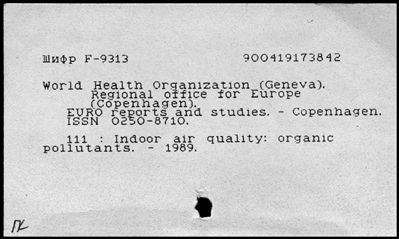 Шифр F-9313 900419173842
World Health Organization (Geneva).
Regional office for Europe
(Copenhagen).
EURO reports and studies. - Copenhagen.
ISSN 0250-8710.
111 : Indoor air quality: organic
pollutants. - 1989.